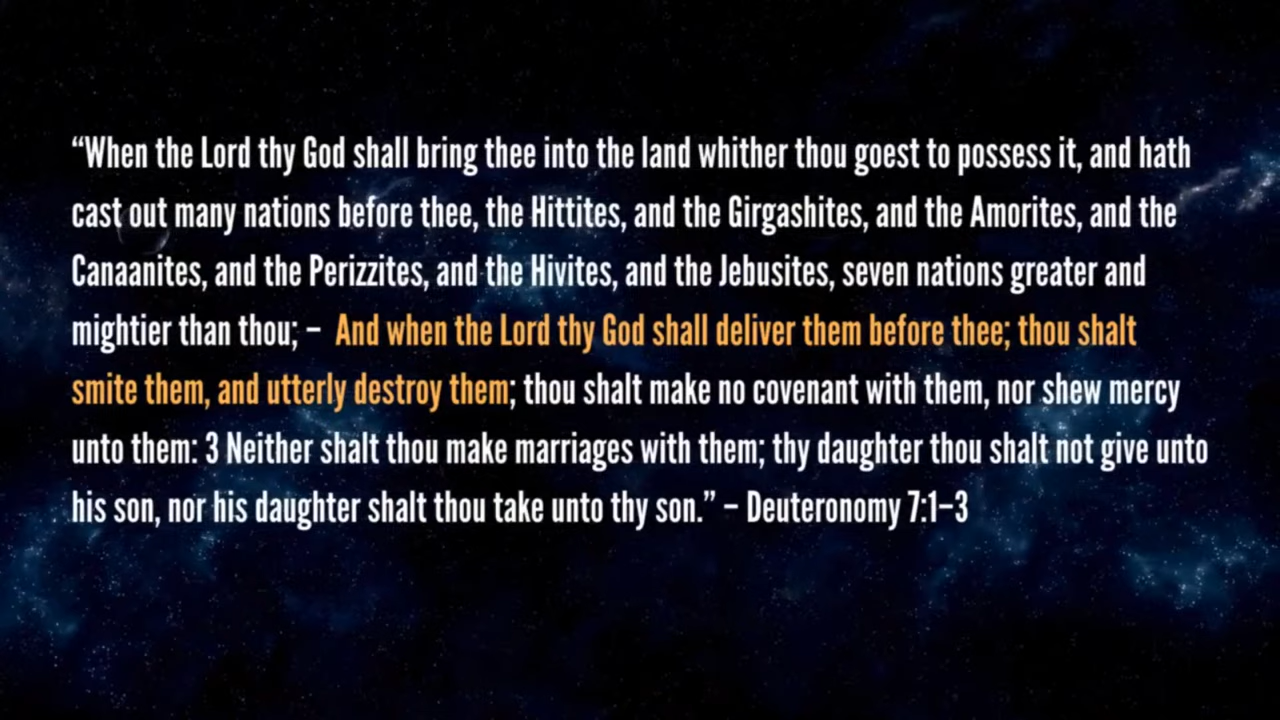 “When the Lord thy God shall bring thee into the land whither thou goest to possess it, and hath
cast out many nations before thee, the Hittites, and the Girgashites, and the Amorites, and the
Canaanites, and the Perizzites, and the Hivites, and the Jebusites, seven nations greater and
mightier than thou; – And when the Lord thy God shall deliver them before thee; thou shalt
smite them, and utterly destroy them; thou shalt make no covenant with them, nor shew mercy
unto them: 3 Neither shalt thou make marriages with them; thy daughter thou shalt not give unto
his son, nor his daughter shalt thou take unto thy son.” – Deuteronomy 7:1–3